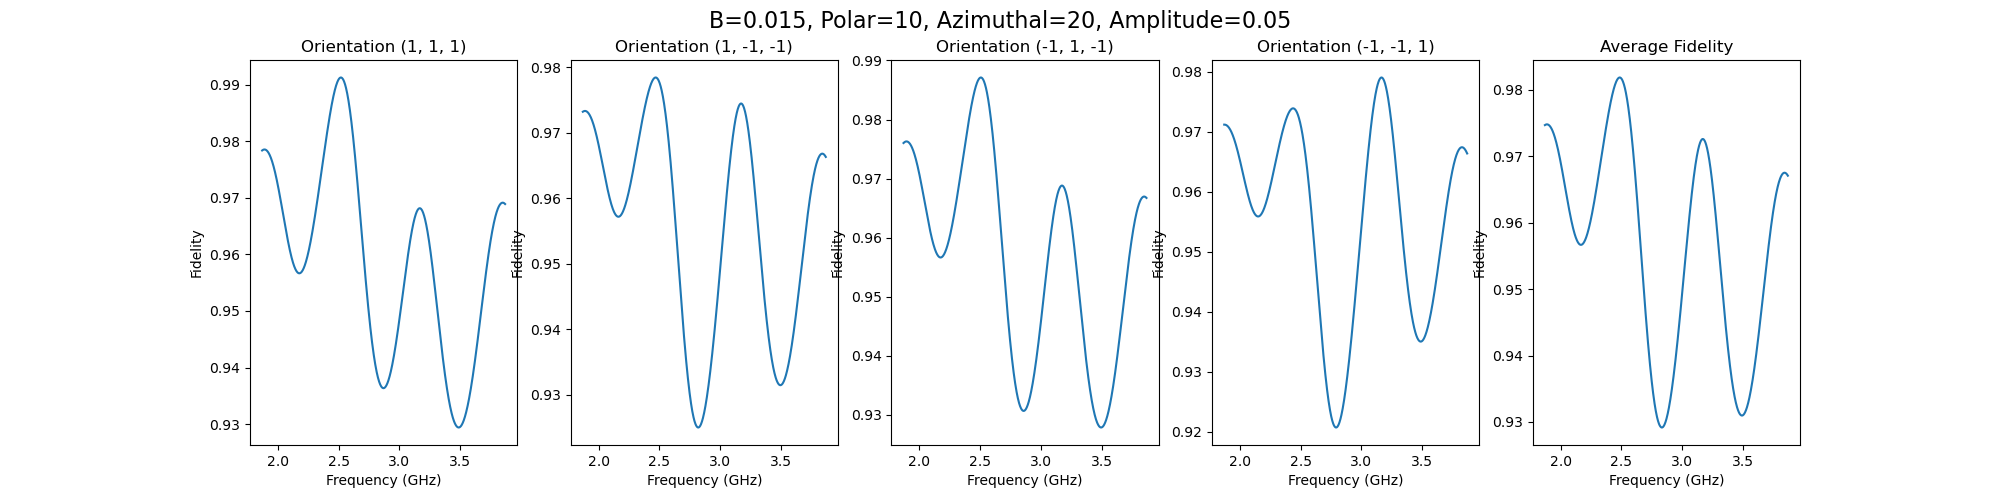 B=0.015, Polar=10, Azimuthal=20, Amplitude=0.05
Orientation (1, 1, 1)
0.99
0.98
0.97
0.96
0.95
0.94
0.93
Fidelity
2.0 2.5 3.0 3.5
Frequency (GHz)
Orientation (1, -1, -1)
0.98
0.97
0.96
0.95
0.94
0.93
Fidelity
2.0 2.5 3.0 3.5
Frequency (GHz)
Orientation (-1, 1, -1)
0.99
0.98
0.97
0.96
0.95
0.94
0.93
Fidelity
2.0 2.5 3.0 3.5
Frequency (GHz)
Orientation (-1, -1, 1)
0.98
0.97
0.96
0.95
0.94
0.93
0.92
Fidelity
2.0 2.5 3.0 3.5
Frequency (GHz)
Average Fidelity
0.98
0.97
0.96
0.95
0.94
0.93
Fidelity
2.0 2.5 3.0 3.5
Frequency (GHz)